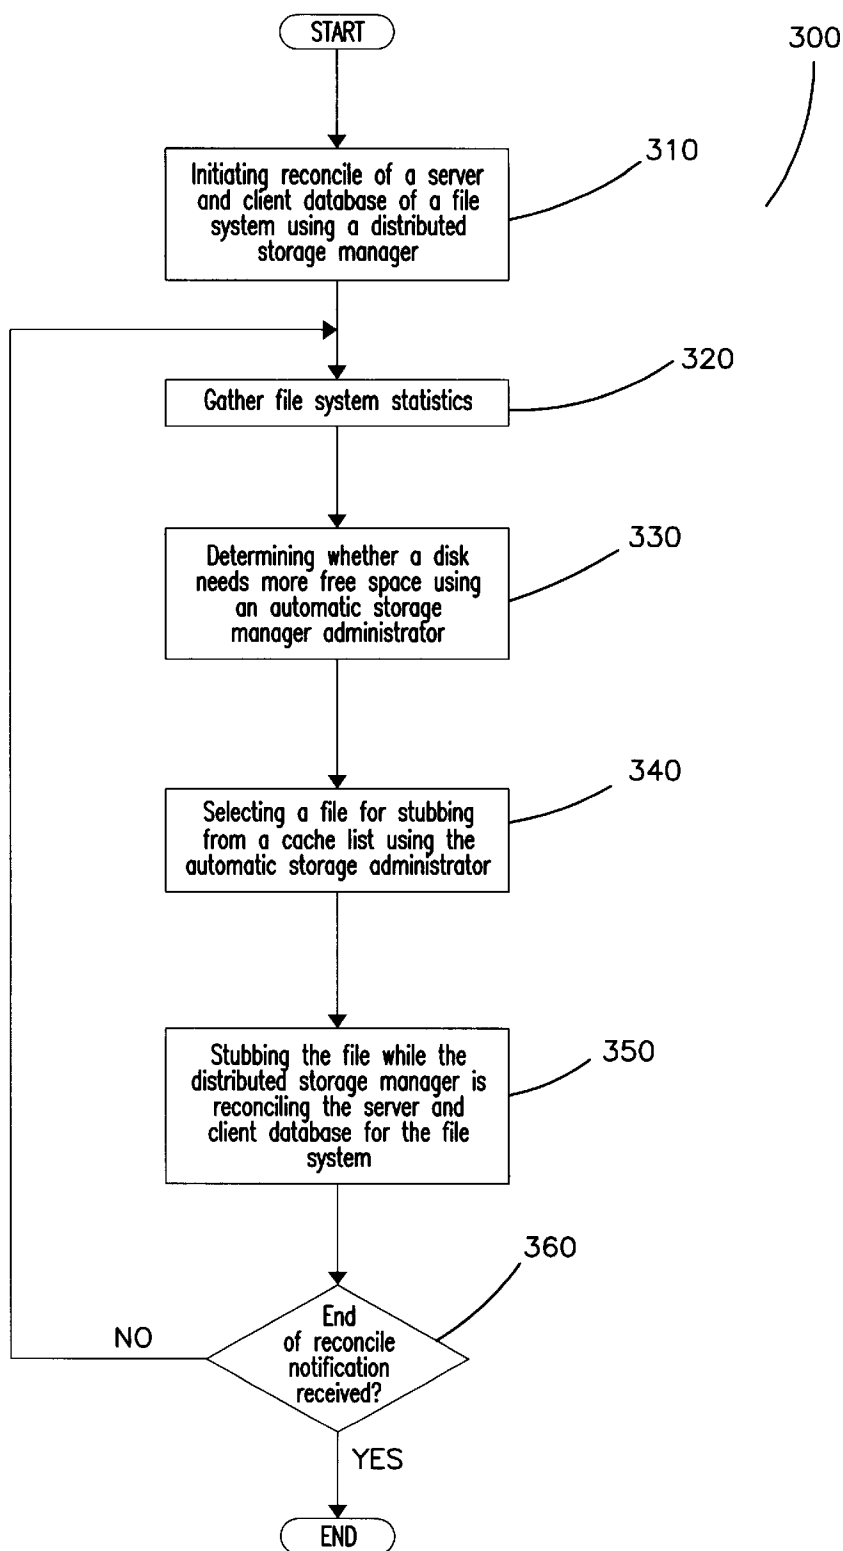 START
300
310
Initiating reconcile of a server
and client database of a file
system using a distributed
storage manager
320
Gather file system statistics
330
Determining whether a disk
needs more free space using
an automatic storage
manager administrator
340
Selecting a file for stubbing
from a cache list using the
automatic storage administrator
350
Stubbing the file while the
distributed storage manager is
reconciling the server and
client database for the file
system
360
End
of reconcile
notification
received?
NO
YES
END